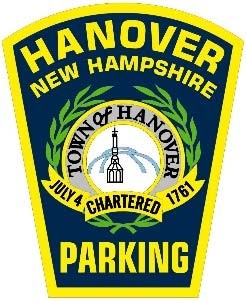 HANOVER
NEW HAMPSHIRE
TOWN of HANOVER
JULY 4 CHARTERED 1761
PARKING